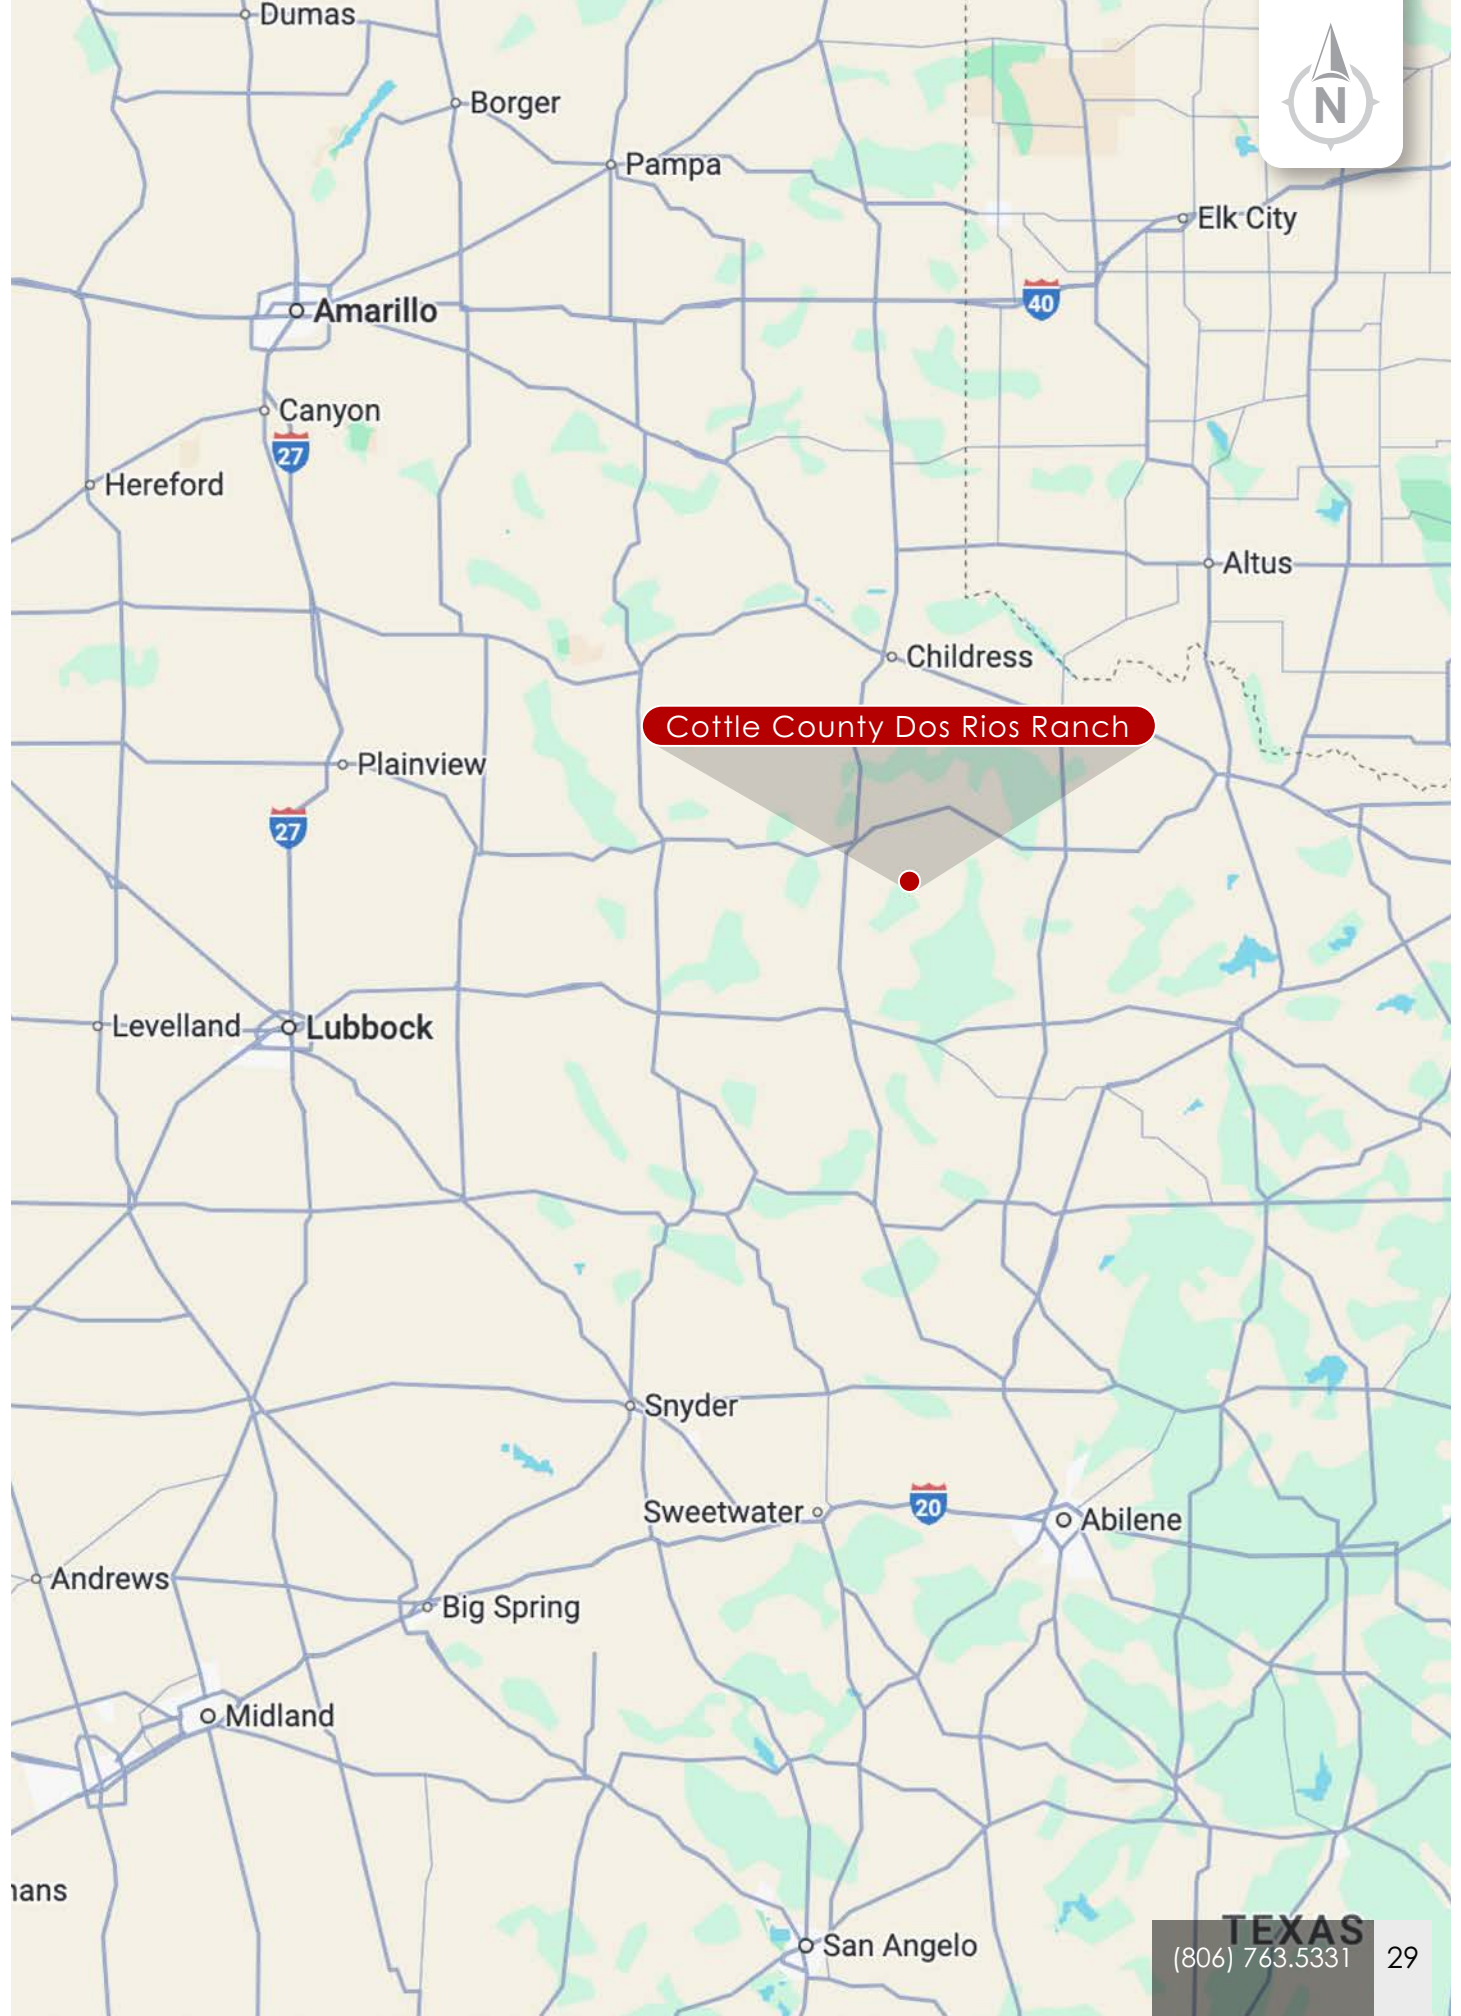 Dumas
Borger
Pampa
N
Elk City
40
Amarillo
Canyon
27
Hereford
Altus
Childress
Cottle County Dos Rios Ranch
Plainview
27
Levelland
Lubbock
Snyder
Sweetwater
20
Abilene
Andrews
Big Spring
Midland
hans
San Angelo
TEXAS
(806) 763.5331
29